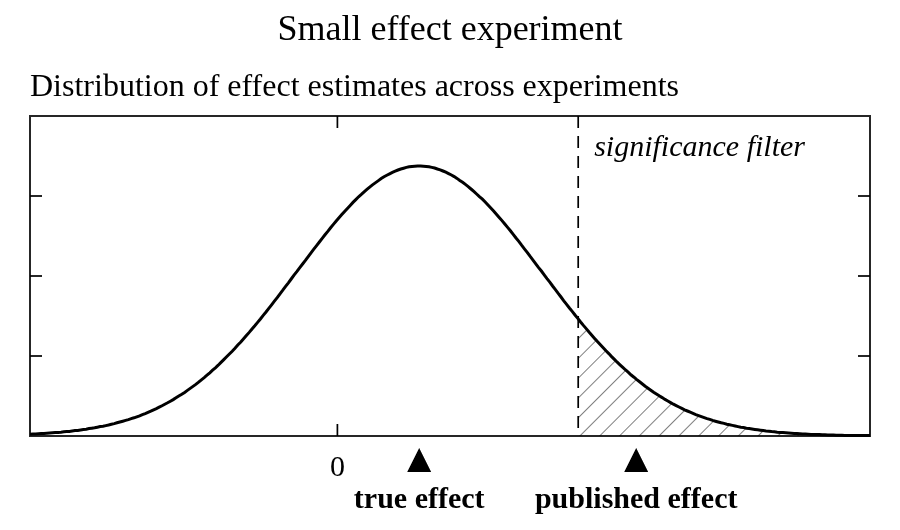 Small effect experiment
Distribution of effect estimates across experiments
significance filter
0
true effect
published effect